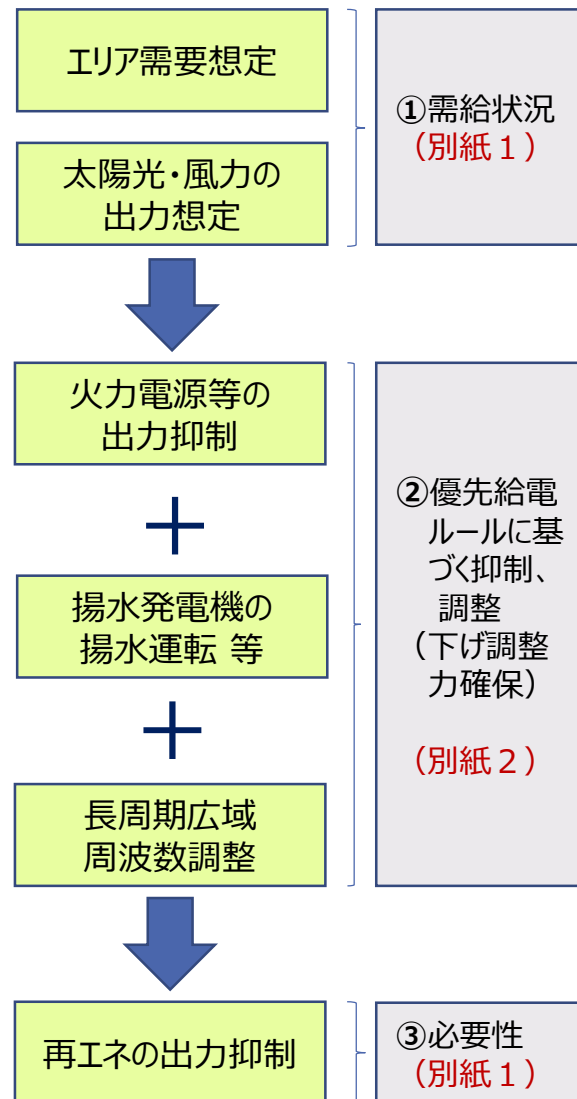 エリア需要想定
太陽光・風力の
出力想定
①需給状況
（別紙１）
火力電源等の
出力抑制
＋
揚水発電機の
揚水運転 等
＋
長周期広域
周波数調整
②優先給電
ルールに基
づく抑制、
調整
（下げ調整
力確保）
（別紙２）
再エネの出力抑制
③必要性
（別紙１）